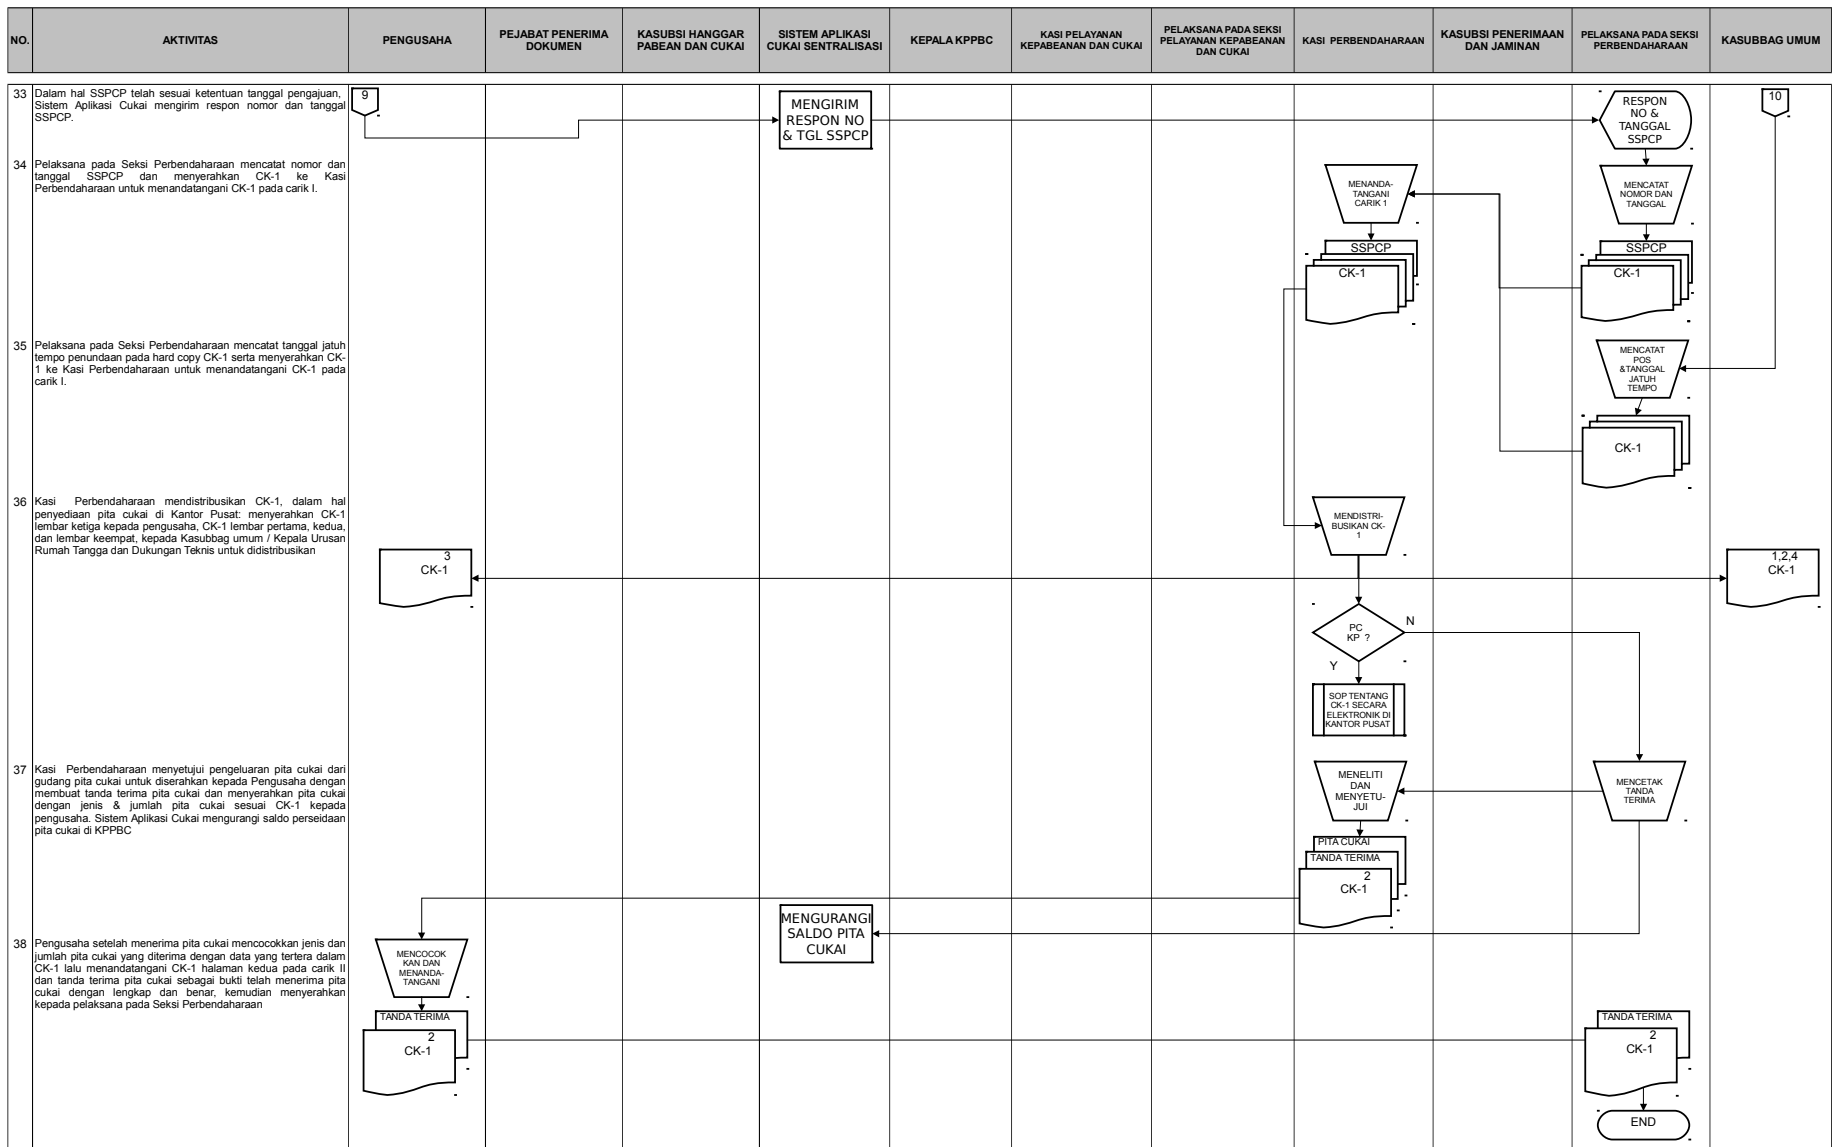 NO.
AKTIVITAS
PENGUSAHA
PEJABAT PENERIMA
DOKUMEN
KASUBSI HANGGAR
PABEAN DAN CUKAI
SISTEM APLIKASI
CUKAI SENTRALISASI
KEPALA KPPBC
KASI PELAYANAN
KEPABEANAN DAN CUKAI
PELAKSANA PADA SEKSI
PELAYANAN KEPABEANAN
DAN CUKAI
KASI PERBENDAHARAAN
KASUBSI PENERIMAAN
DAN JAMINAN
PELAKSANA PADA SEKSI
PERBENDAHARAAN
KASUBBAG UMUM
33 Dalam hal SSPCP telah sesuai ketentuan tanggal pengajuan,
Sistem Aplikasi Cukai mengirim respon nomor dan tanggal
SSPCP.
9
MENGIRIM
RESPON NO
& TGL SSPCP
RESPON
NO &
TANGGAL
SSPCP
10
34 Pelaksana pada Seksi Perbendaharaan mencatat nomor dan
tanggal SSPCP dan menyerahkan CK-1 ke Kasi
Perbendaharaan untuk menandatangani CK-1 pada carik I.
MENANDA-
TANGANI
CARIK 1
MENCATAT
NOMOR DAN
TANGGAL
SSPCP
CK-1
SSPCP
CK-1
35 Pelaksana pada Seksi Perbendaharaan mencatat tanggal jatuh
tempo penundaan pada hard copy CK-1 serta menyerahkan CK-
1 ke Kasi Perbendaharaan untuk menandatangani CK-1 pada
carik I.
MENCATAT
POS
&TANGGAL
JATUH
TEMPO
CK-1
36 Kasi Perbendaharaan mendistribusikan CK-1, dalam hal
penyediaan pita cukai di Kantor Pusat: menyerahkan CK-1
lembar ketiga kepada pengusaha, CK-1 lembar pertama, kedua,
dan lembar keempat, kepada Kasubbag umum / Kepala Urusan
Rumah Tangga dan Dukungan Teknis untuk didistribusikan
MENDISTRI-
BUSIKAN CK-
1
3
CK-1
1,2,4
CK-1
PC
KP ?
N
Y
SOP TENTANG
CK-1 SECARA
ELEKTRONIK DI
KANTOR PUSAT
37 Kasi Perbendaharaan menyetujui pengeluaran pita cukai dari
gudang pita cukai untuk diserahkan kepada Pengusaha dengan
membuat tanda terima pita cukai dan menyerahkan pita cukai
dengan jenis & jumlah pita cukai sesuai CK-1 kepada
pengusaha. Sistem Aplikasi Cukai mengurangi saldo perseidaan
pita cukai di KPPBC
MENELITI
DAN
MENYETU-
JUI
MENCETAK
TANDA
TERIMA
PITA CUKAI
TANDA TERIMA
2
CK-1
MENGURANGI
SALDO PITA
CUKAI
38 Pengusaha setelah menerima pita cukai mencocokkan jenis dan
jumlah pita cukai yang diterima dengan data yang tertera dalam
CK-1 lalu menandatangani CK-1 halaman kedua pada carik II
dan tanda terima pita cukai sebagai bukti telah menerima pita
cukai dengan lengkap dan benar, kemudian menyerahkan
kepada pelaksana pada Seksi Perbendaharaan
MENCOCOK
KAN DAN
MENANDA-
TANGANI
TANDA TERIMA
2
CK-1
TANDA TERIMA
2
CK-1
END